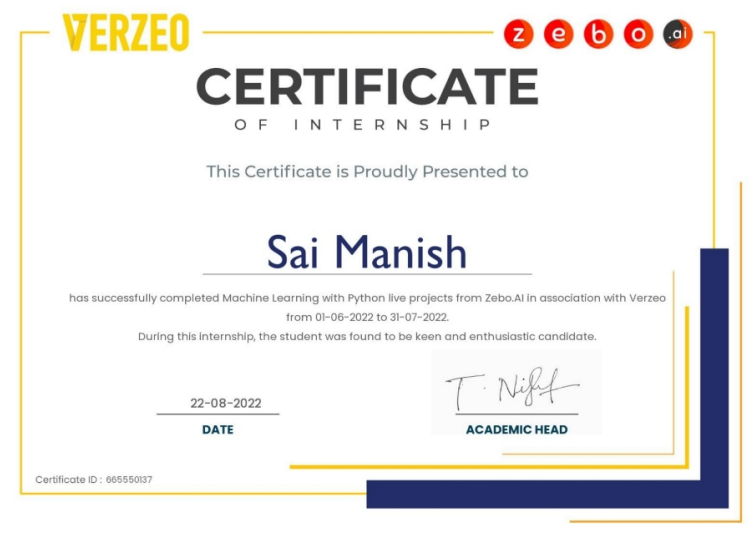 VERZEO
zebo.ai
CERTIFICATE
OF INTERNSHIP
This Certificate is Proudly Presented to
Sai Manish
has successfully completed Machine Learning with Python live projects from Zebo.AI in association with Verzeo
from 01-06-2022 to 31-07-2022.
During this internship, the student was found to be keen and enthusiastic candidate.
22-08-2022
DATE
ACADEMIC HEAD
Certificate ID : 665550137